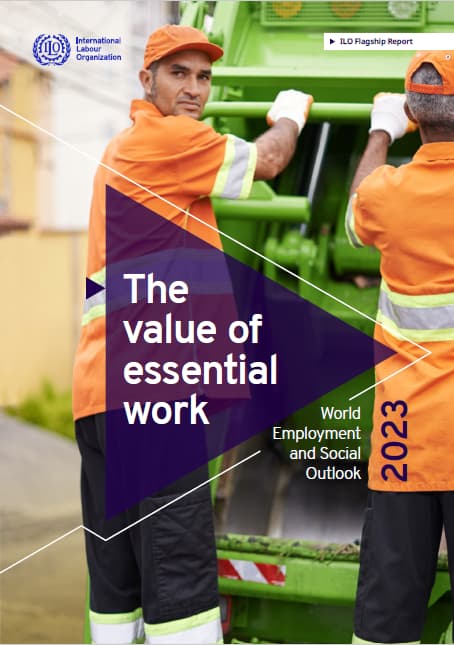 International
Labour
Organization
ILO
▶ ILO Flagship Report
The
value of
essential
work
World
Employment
and Social
Outlook
2023